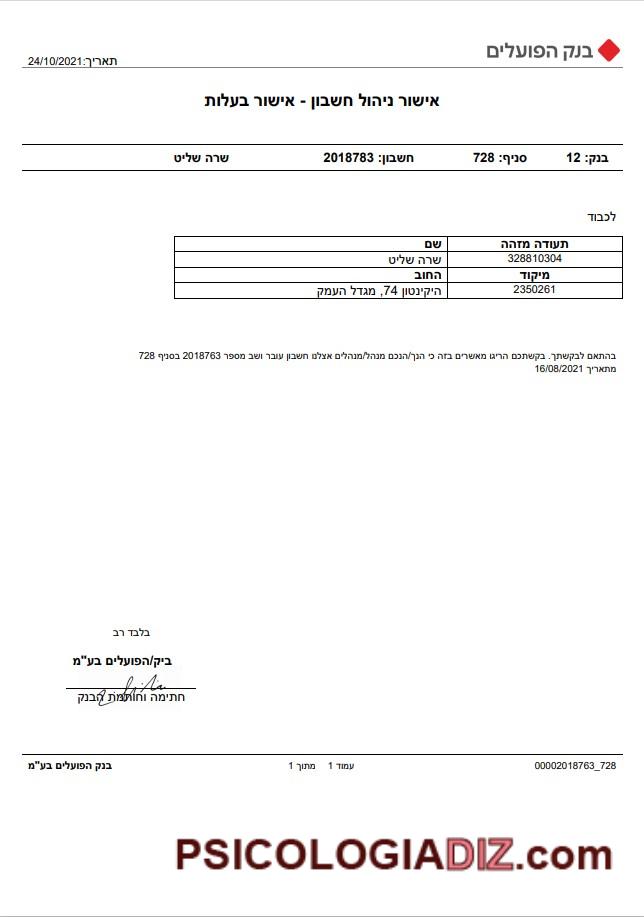 בנק הפועלים
תאריך:24/10/2021
אישור ניהול חשבון - אישור בעלות
בנק: 12 סניף: 728 חשבון: 2018783 שרה שליט
לכבוד
תעודה מזהה שם
328810304 שרה שליט
מיקוד החוב
2350261 היקינטון 74, מגדל העמק
בהתאם לבקשתך. בקשתכם הריגו מאשרים בזה כי הנך/הנכם מנהל/מנהלים אצלנו חשבון עובר ושב מספר 2018763 בסניף 728
מתאריך 16/08/2021
בלבד רב
ביק/הפועלים בע"מ
חתימה וחותמת הבנק
00002018763_728 עמוד 1 מתוך 1 בנק הפועלים בע"מ
PSICOLOGIADIZ.com